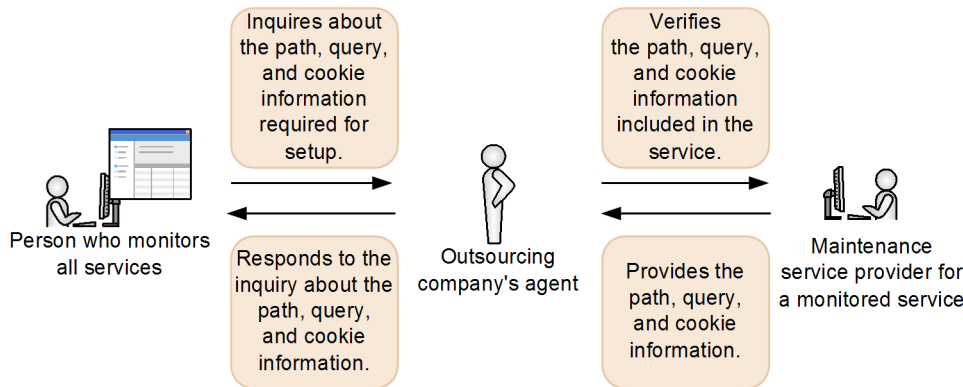 Inquires about
the path, query,
and cookie
information
required for
setup.
Verifies
the path, query,
and cookie
information
included in the
service.
Person who monitors
all services
Outsourcing
company's agent
Maintenance
service provider for
a monitored service
Responds to the
inquiry about the
path, query,
and cookie
information.
Provides the
path, query,
and cookie
information.